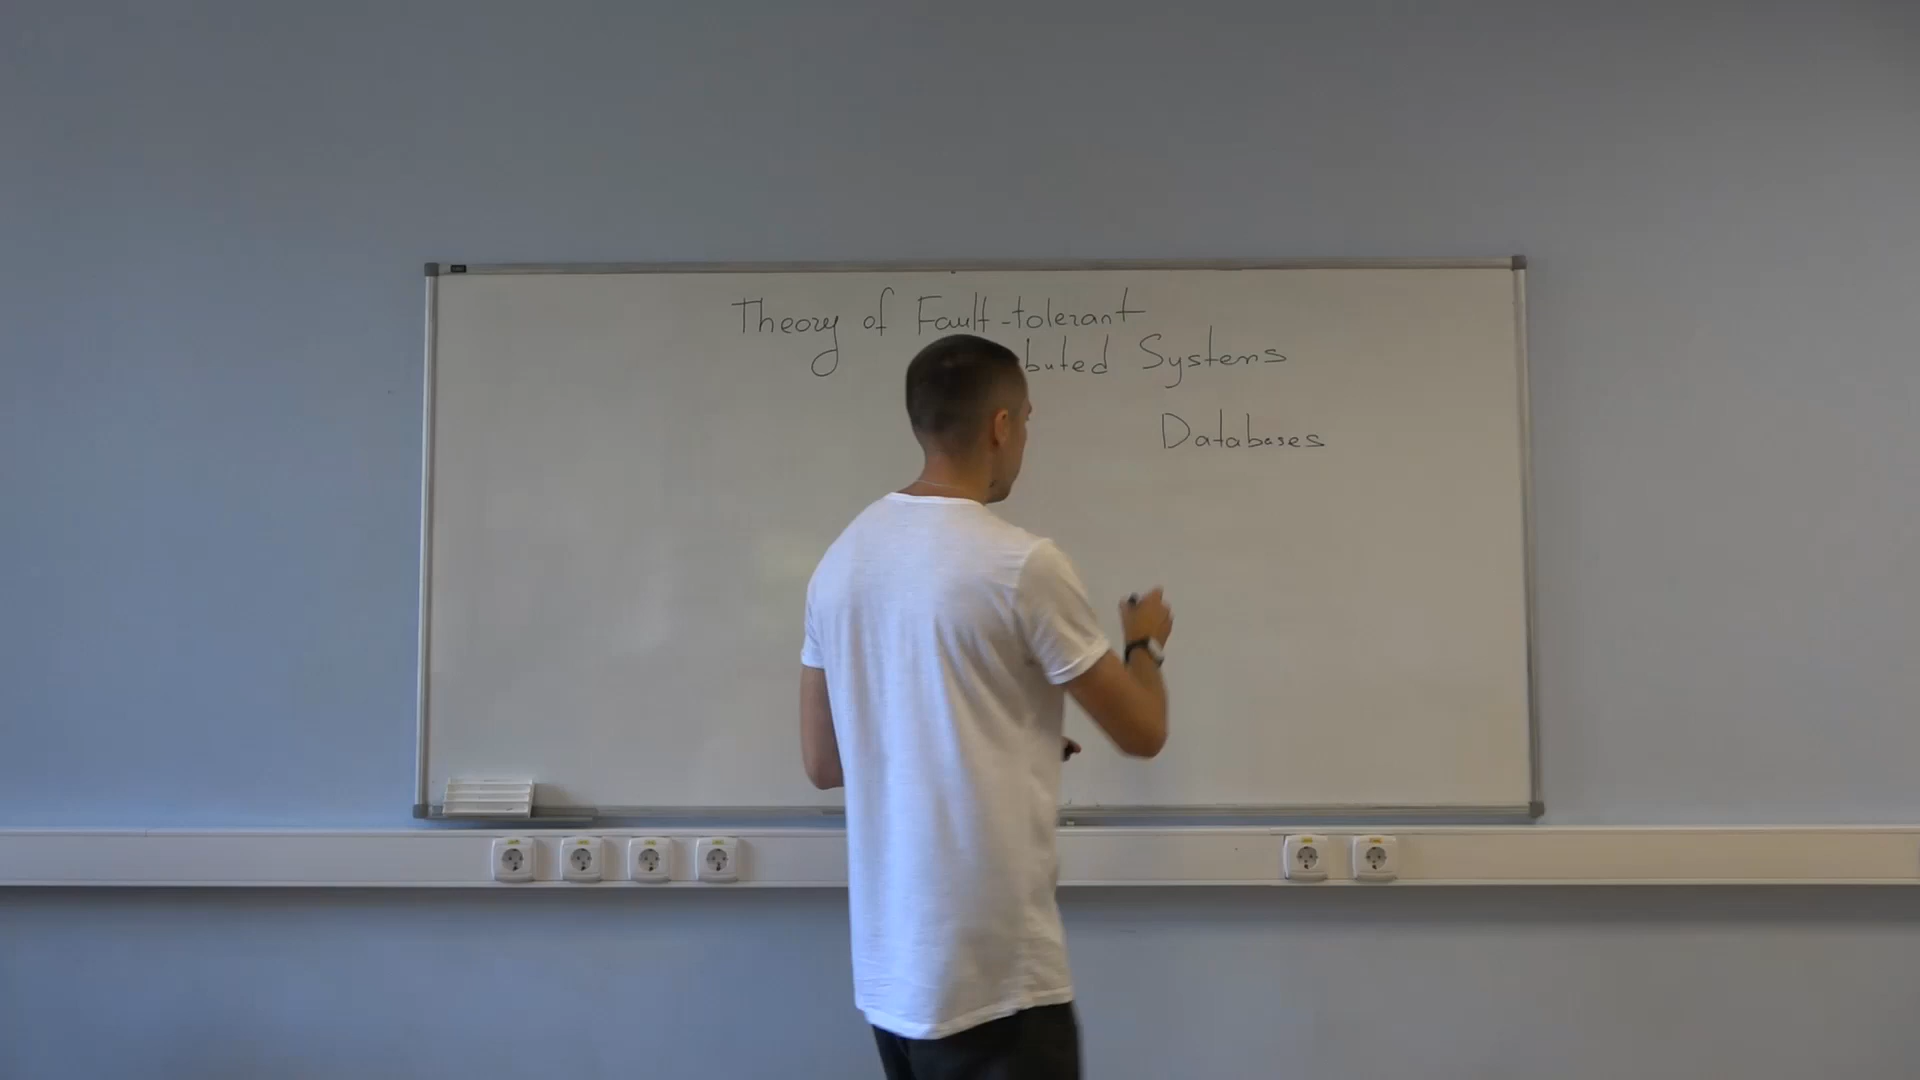 Theory of Fault-tolerant
buted Systems
Databases